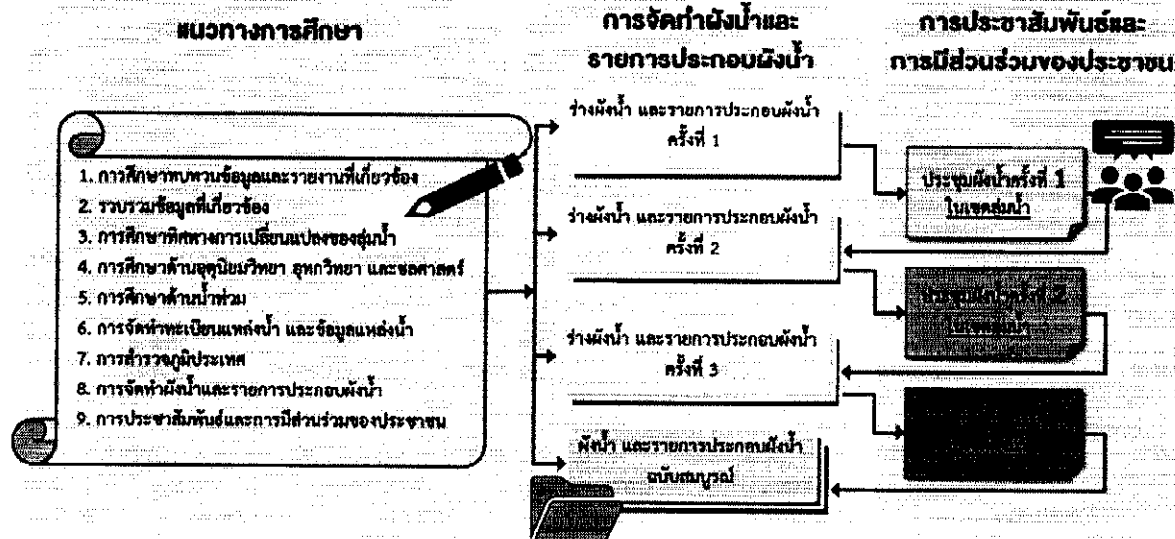 แนวทางการศึกษา
1. การศึกษาทบทวนข้อมูลและรายงานที่เกี่ยวข้อง
2. รวบรวมข้อมูลที่เกี่ยวข้อง
3. การศึกษาทิศทางการเปลี่ยนแปลงของลุ่มน้ำ
4. การศึกษาด้านอุตุนิยมวิทยา อุทกวิทยา และชลศาสตร์
5. การศึกษาด้านน้ำท่วม
6. การจัดทำทะเบียนแหล่งน้ำ และข้อมูลแหล่งน้ำ
7. การสำรวจภูมิประเทศ
8. การจัดทำผังน้ำและรายการประกอบผังน้ำ
9. การประชาสัมพันธ์และการมีส่วนร่วมของประชาชน
การจัดทำผังน้ำและ
รายการประกอบผังน้ำ
ร่างผังน้ำ และรายการประกอบผังน้ำ
ครั้งที่ 1
ร่างผังน้ำ และรายการประกอบผังน้ำ
ครั้งที่ 2
ร่างผังน้ำ และรายการประกอบผังน้ำ
ครั้งที่ 3
ผังน้ำ และรายการประกอบผังน้ำ
ฉบับสมบูรณ์
การประชาสัมพันธ์และ
การมีส่วนร่วมของประชาชน
ประชุมผังน้ำครั้งที่ 1
ในเขตลุ่มน้ำ
ประชุมผังน้ำครั้งที่ 2
ในเขตลุ่มน้ำ